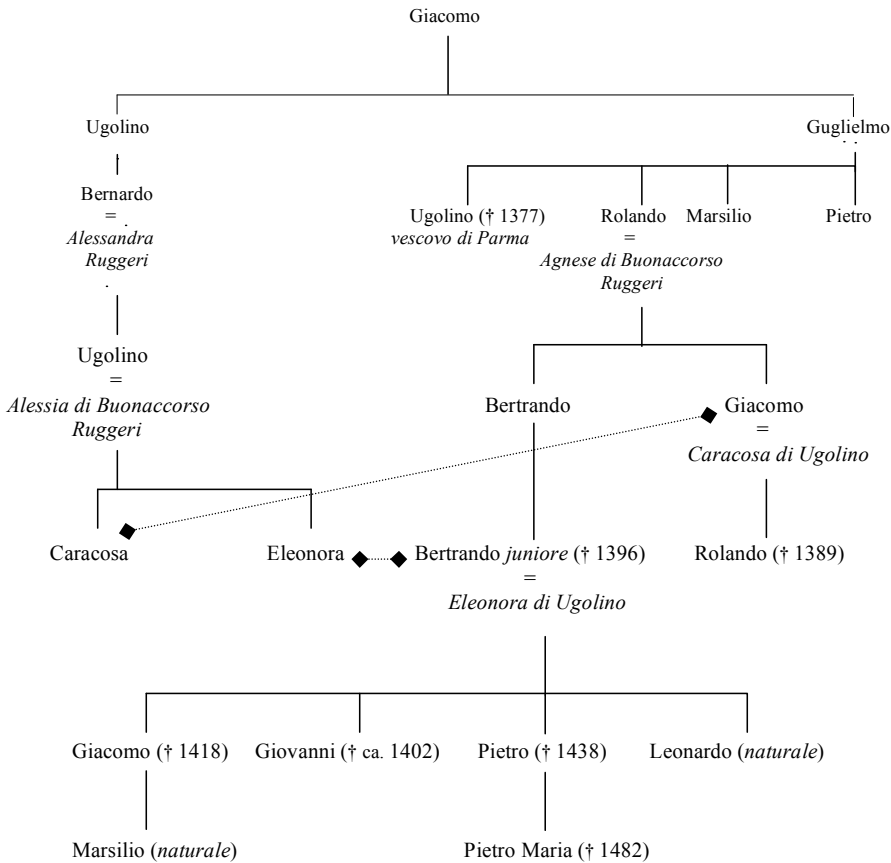 Giacomo
Ugolino
Guglielmo
Bernardo
=
Alessandra
Ruggeri
Ugolino († 1377)
vescovo di Parma
Rolando
=
Agnese di Buonaccorso
Ruggeri
Marsilio
Pietro
Ugolino
=
Alessia di Buonaccorso
Ruggeri
Bertrando
Giacomo
=
Caracosa di Ugolino
Caracosa
Eleonora
Bertrando juniore († 1396)
=
Eleonora di Ugolino
Rolando († 1389)
Giacomo († 1418)
Giovanni († ca. 1402)
Pietro († 1438)
Leonardo (naturale)
Marsilio (naturale)
Pietro Maria († 1482)